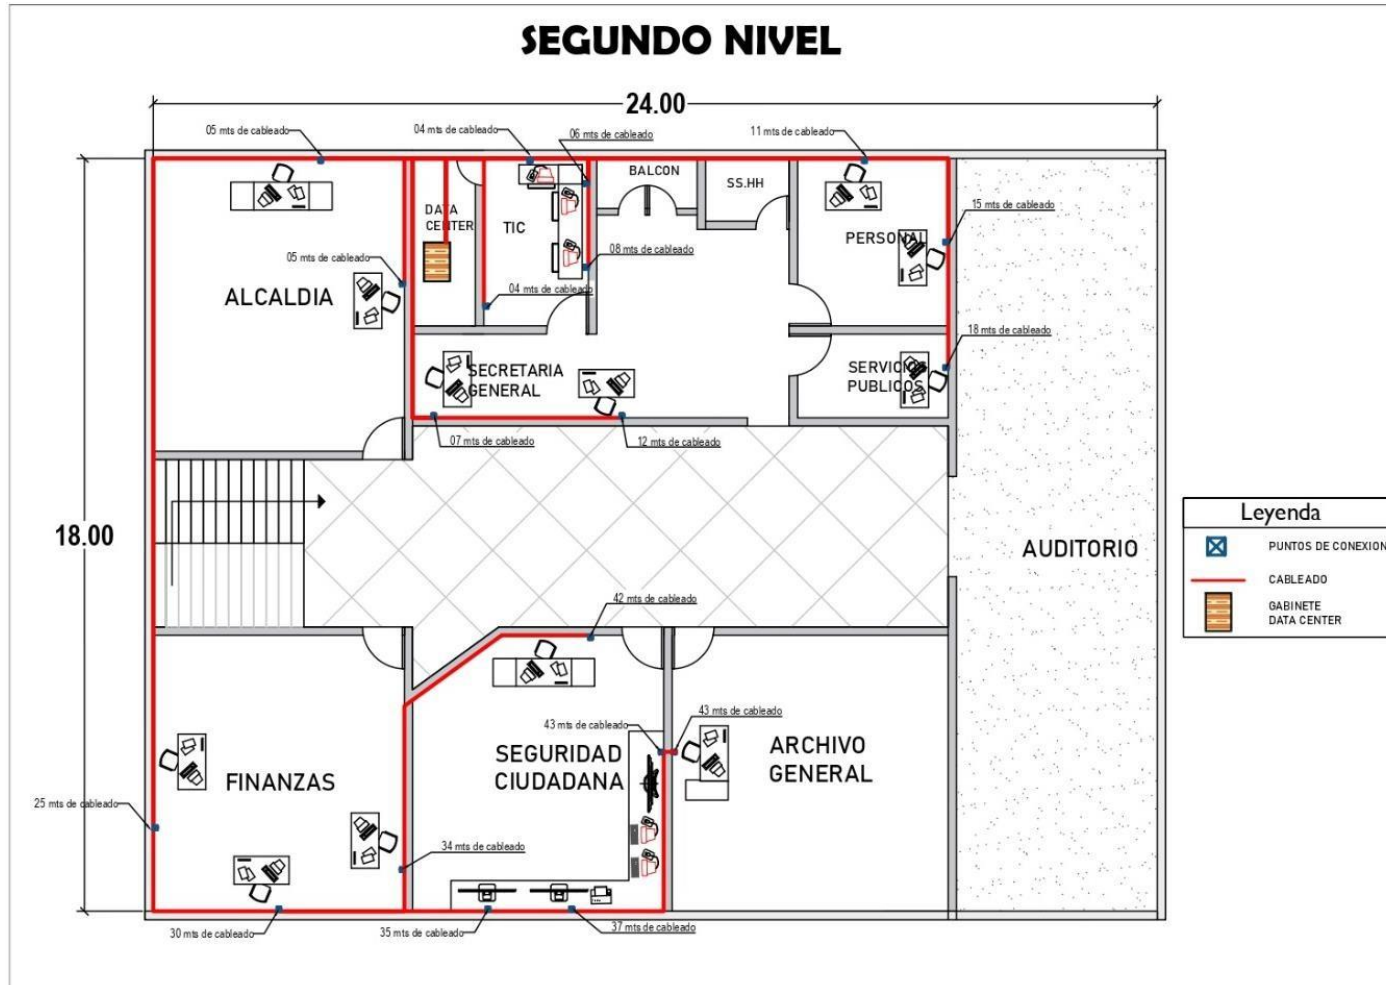 SEGUNDO NIVEL
24.00
05 mts de cableado
04 mts de cableado
06 mts de cableado
11 mts de cableado
BALCON
SS.HH
DATA
CENTER
TIC
15 mts de cableado
PERSONAL
08 mts de cableado
05 mts de cableado
04 mts de cableado
ALCALDIA
18 mts de cableado
SECRETARIA
GENERAL
SERVICIOS
PUBLICOS
07 mts de cableado
12 mts de cableado
18.00
AUDITORIO
Leyenda
PUNTOS DE CONEXION
CABLEADO
GABINETE
DATA CENTER
42 mts de cableado
43 mts de cableado
43 mts de cableado
SEGURIDAD
CIUDADANA
ARCHIVO
GENERAL
FINANZAS
25 mts de cableado
34 mts de cableado
30 mts de cableado
35 mts de cableado
37 mts de cableado